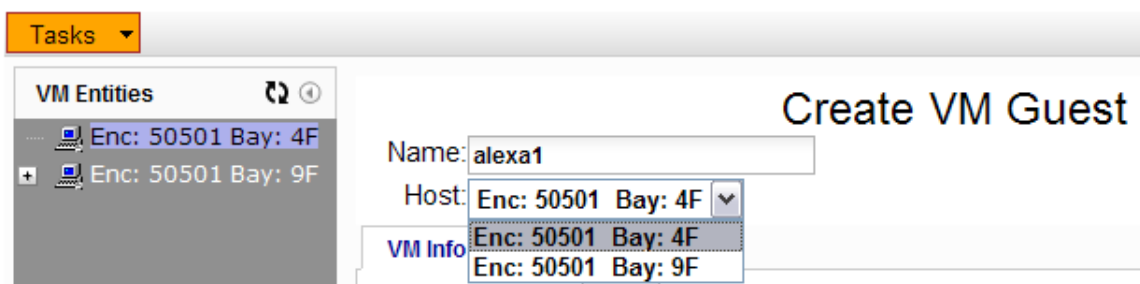 Tasks
VM Entities
Enc: 50501 Bay: 4F
Enc: 50501 Bay: 9F
Create VM Guest
Name: alexa1
Host: Enc: 50501 Bay: 4F
Enc: 50501 Bay: 4F
Enc: 50501 Bay: 9F
VM Info